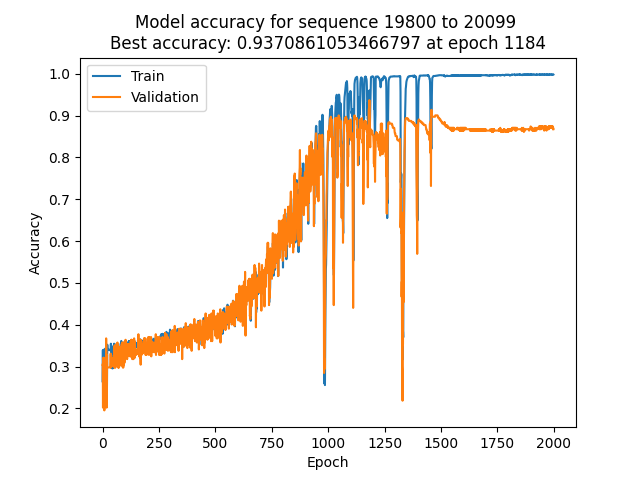 Model accuracy for sequence 19800 to 20099
Best accuracy: 0.9370861053466797 at epoch 1184
Train
Validation
1.0
0.9
0.8
0.7
0.6
0.5
0.4
0.3
0.2
Accuracy
0 250 500 750 1000 1250 1500 1750 2000
Epoch